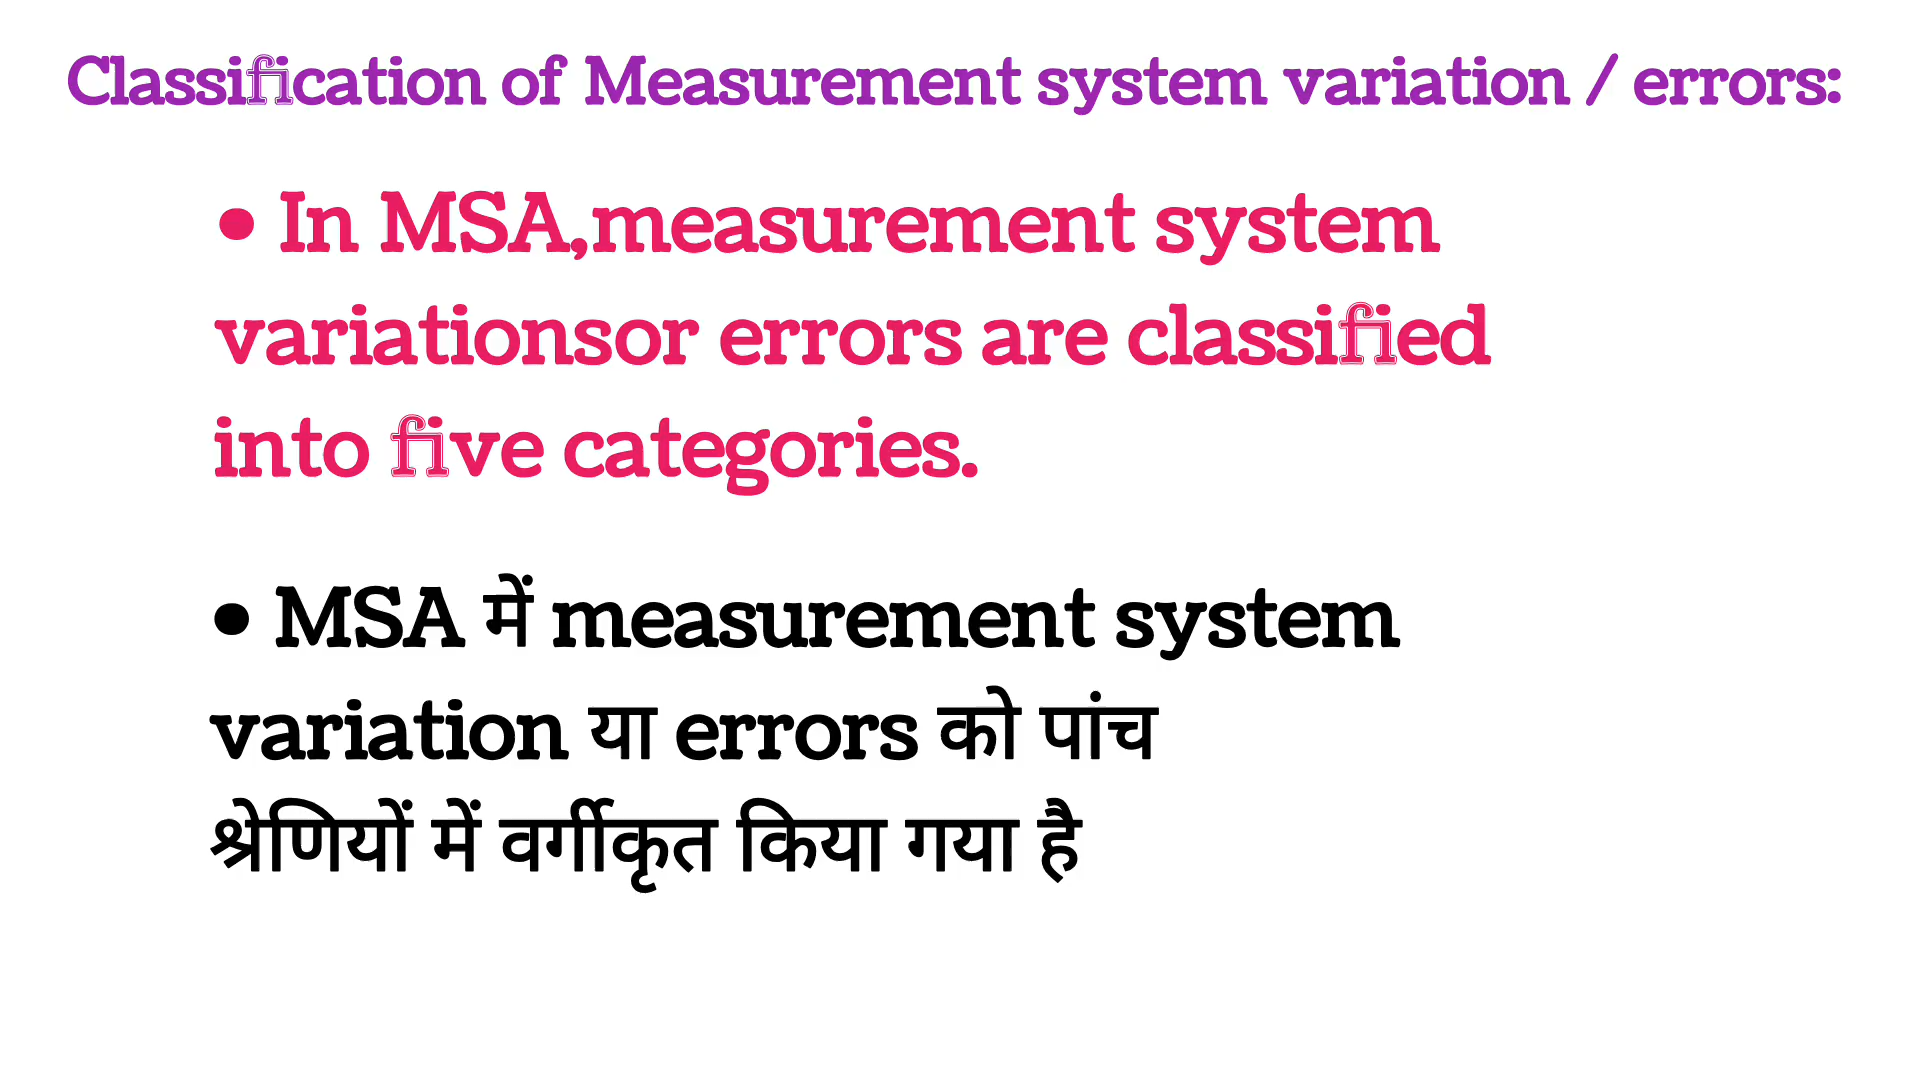 Classification of Measurement system variation / errors:
• In MSA,measurement system
variationsor errors are classified
into five categories.
• MSA में measurement system
variation या errors को पांच
श्रेणियों में वर्गीकृत किया गया है